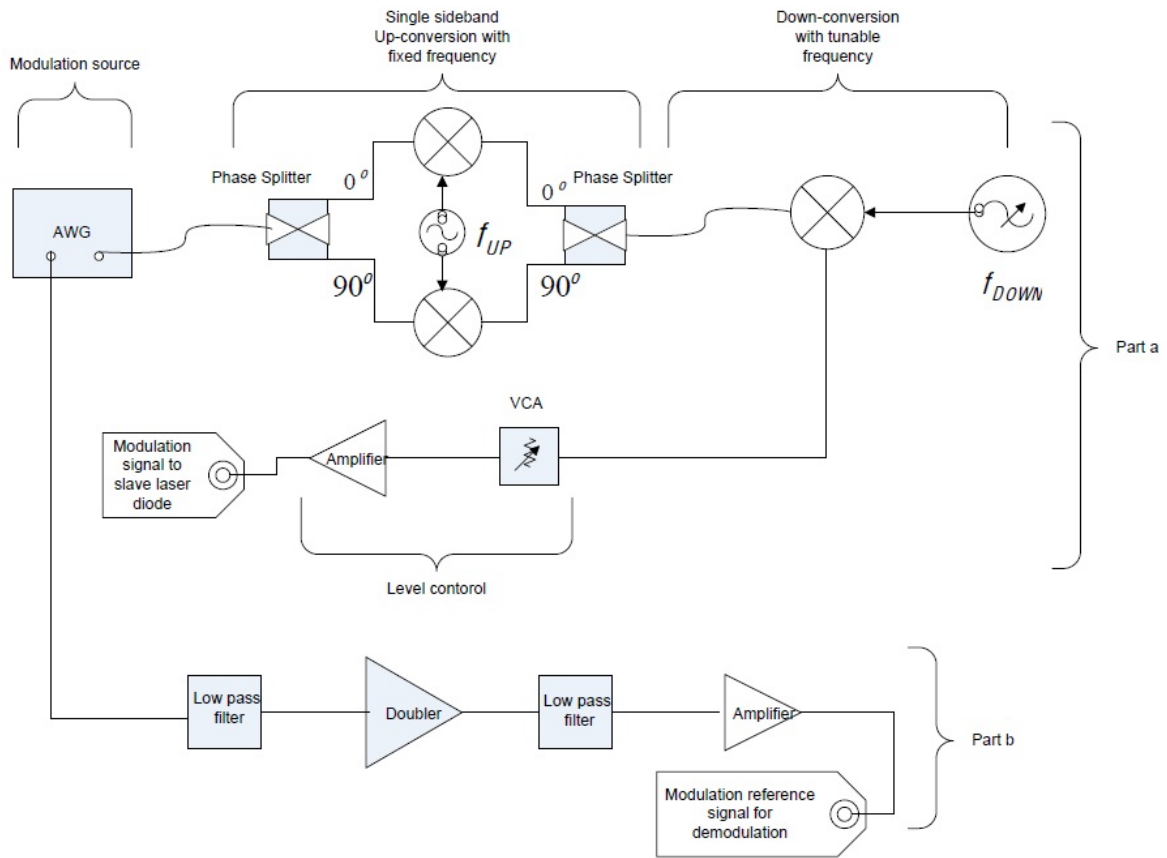 Single sideband
Up-conversion with
fixed frequency
Down-conversion
with tunable
frequency
Modulation source
Phase Splitter
0°
Phase Splitter
0°
AWG
f_UP
90°
90°
f_DOWN
Part a
VCA
Modulation
signal to
slave laser
diode
Amplifier
Level contorol
Low pass
filter
Doubler
Low pass
filter
Amplifier
Part b
Modulation reference
signal for
demodulation